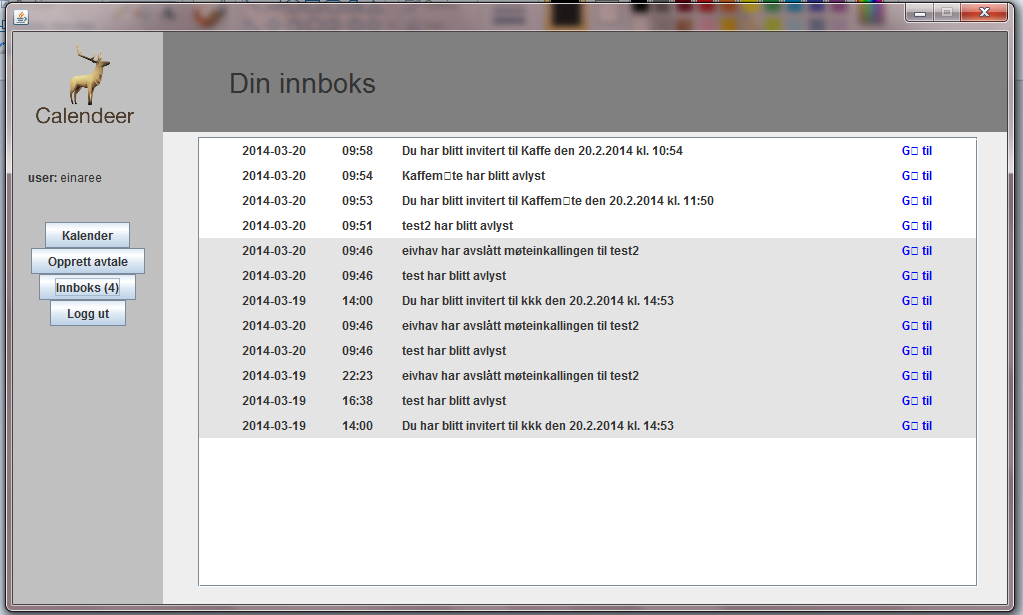 Din innboks
Calendeer
user: einaree
Kalender
Opprett avtale
Innboks (4)
Logg ut
2014-03-20 09:58 Du har blitt invitert til Kaffe den 20.2.2014 kl. 10:54 G□ til
2014-03-20 09:54 Kaffem□te har blitt avlyst G□ til
2014-03-20 09:53 Du har blitt invitert til Kaffem□te den 20.2.2014 kl. 11:50 G□ til
2014-03-20 09:51 test2 har blitt avlyst G□ til
2014-03-20 09:46 eivhav har avslått møteinkallingen til test2 G□ til
2014-03-20 09:46 test har blitt avlyst G□ til
2014-03-19 14:00 Du har blitt invitert til kkk den 20.2.2014 kl. 14:53 G□ til
2014-03-20 09:46 eivhav har avslått møteinkallingen til test2 G□ til
2014-03-20 09:46 test har blitt avlyst G□ til
2014-03-19 22:23 eivhav har avslått møteinkallingen til test2 G□ til
2014-03-19 16:38 test har blitt avlyst G□ til
2014-03-19 14:00 Du har blitt invitert til kkk den 20.2.2014 kl. 14:53 G□ til